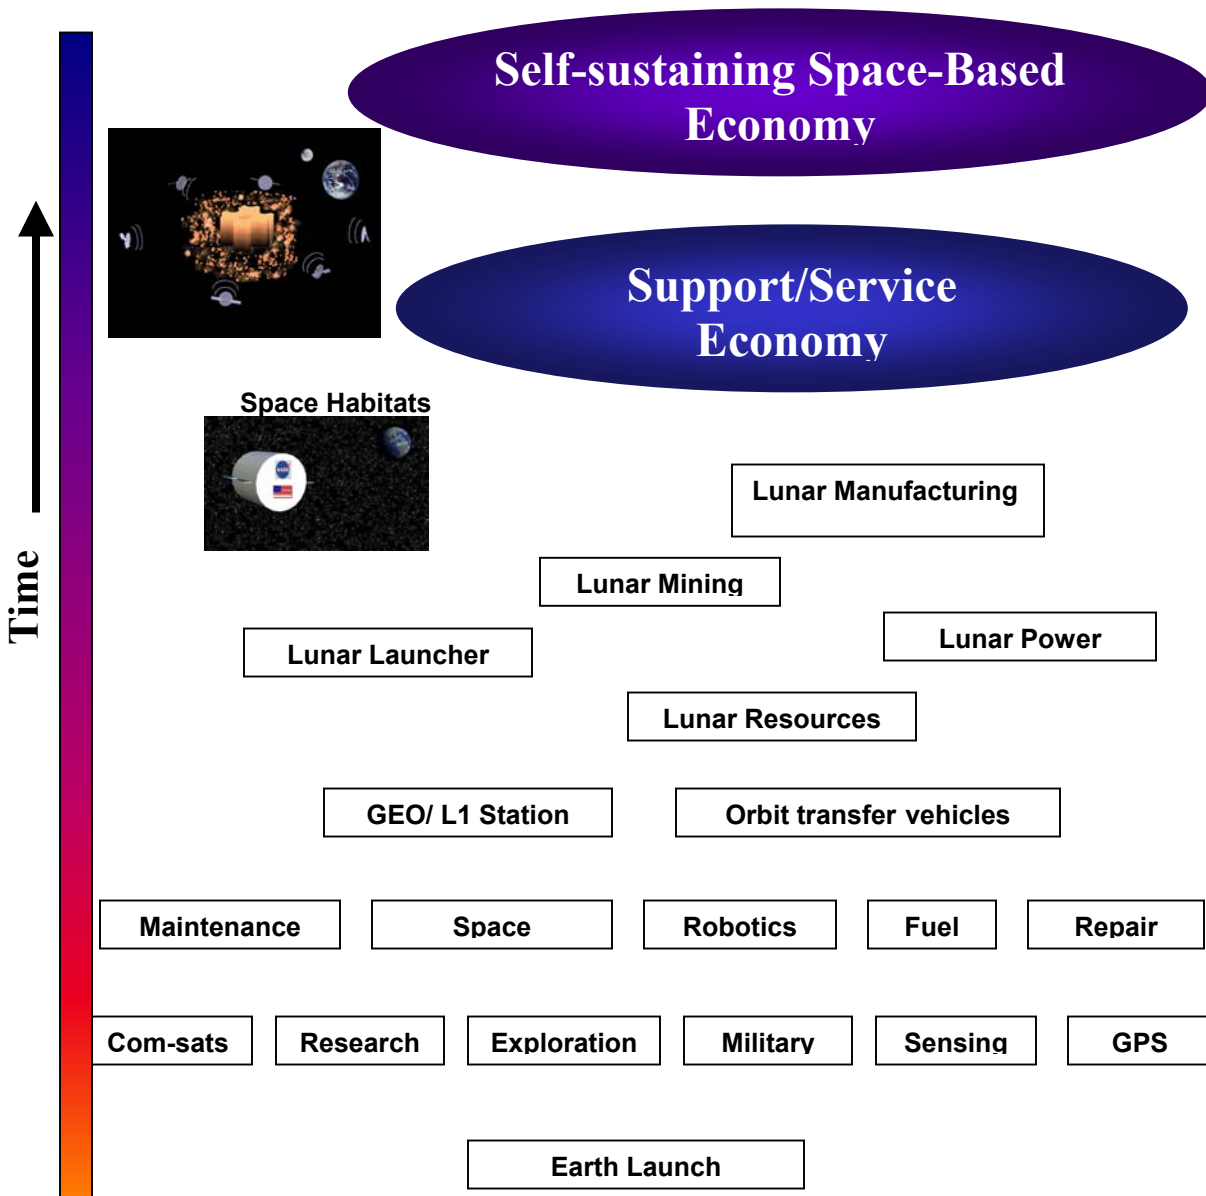 Self-sustaining Space-Based
Economy
Support/Service
Economy
Space Habitats
Lunar Manufacturing
Lunar Mining
Lunar Power
Lunar Launcher
Lunar Resources
GEO/ L1 Station
Orbit transfer vehicles
Maintenance
Space
Robotics
Fuel
Repair
Com-sats
Research
Exploration
Military
Sensing
GPS
Earth Launch
Time
NASA